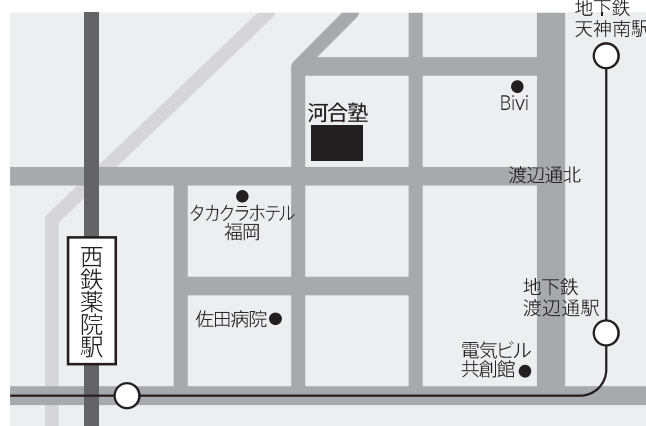 地下鉄
天神南駅
Bivi
河合塾
渡辺通北
タカクラホテル
福岡
西鉄薬院駅
地下鉄
渡辺通駅
佐田病院
電気ビル
共創館